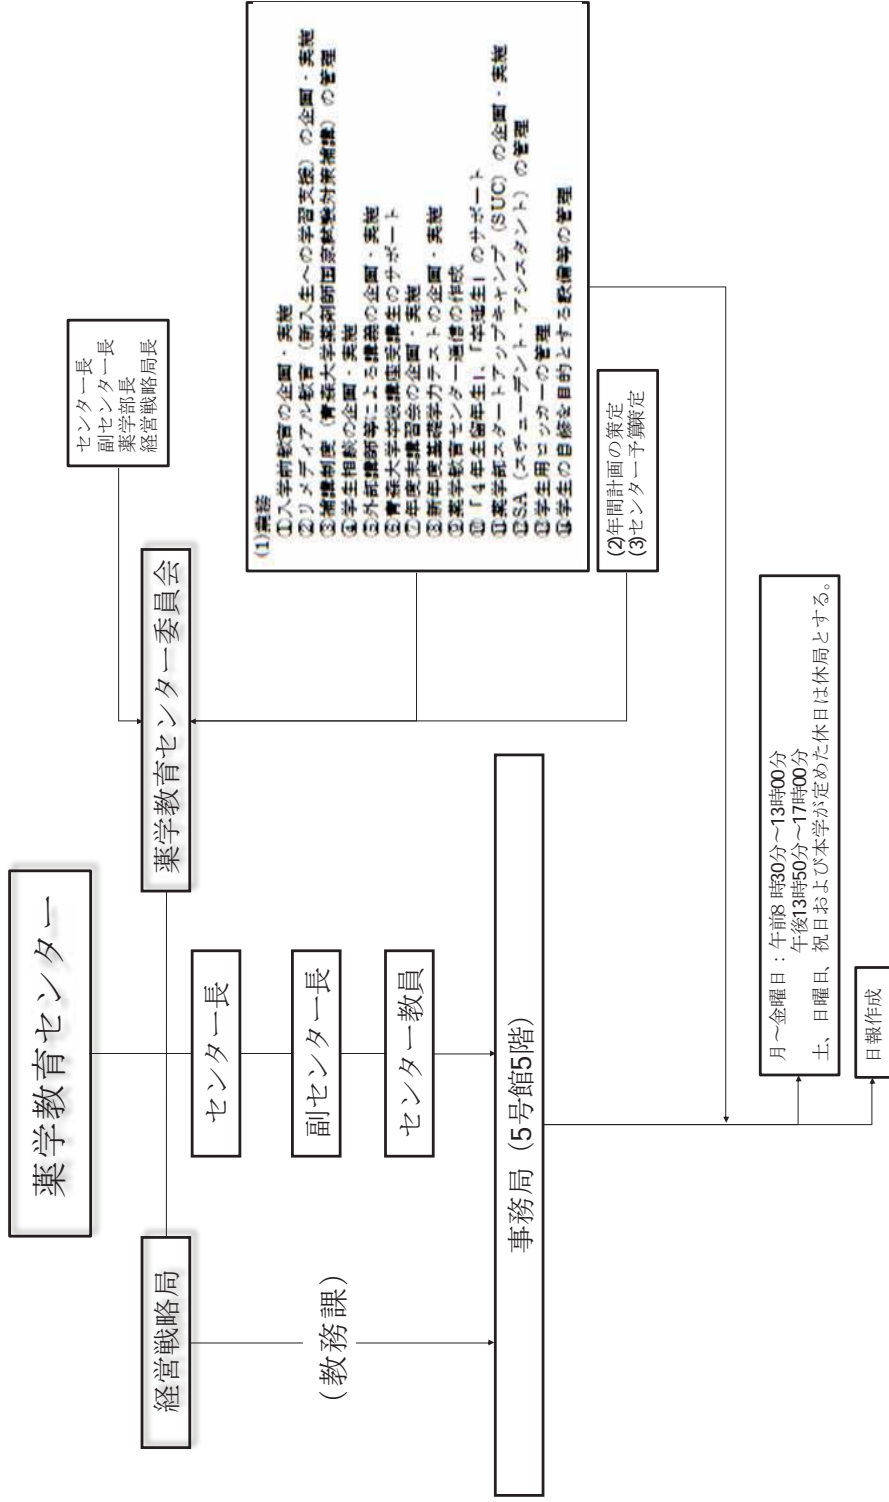 薬学教育センター
経営戦略局
薬学教育センター委員会
センター長
副センター長
薬学部長
経営戦略局長
センター長
副センター長
センター教員
(教務課)
事務局 (5号館5階)
(1)業務
①入学前教育の企画・実施
②リメディアル教育 (新入生への学習支援) の企画・実施
③補講制度 (青森大学薬剤師国家試験対策補講) の管理
④学生相談の企画・実施
⑤外部講師等による講義の企画・実施
⑥青森大学卒後講座受講生のサポート
⑦年度末講習会の企画・実施
⑧新年度基礎学力テストの企画・実施
⑨薬学教育センター通信の作成
⑩「4年生留年生」、「卒延生」のサポート
⑪薬学部スタートアップキャンプ (SUC) の企画・実施
⑫SA (スチューデント・アシスタント) の管理
⑬学生用ロッカーの管理
⑭学生の自修を目的とする設備等の管理
(2)年間計画の策定
(3)センター予算策定
月～金曜日：午前8時30分～13時00分
午後13時50分～17時00分
土、日曜日、祝日および本学が定めた休日は休局とする。
日報作成